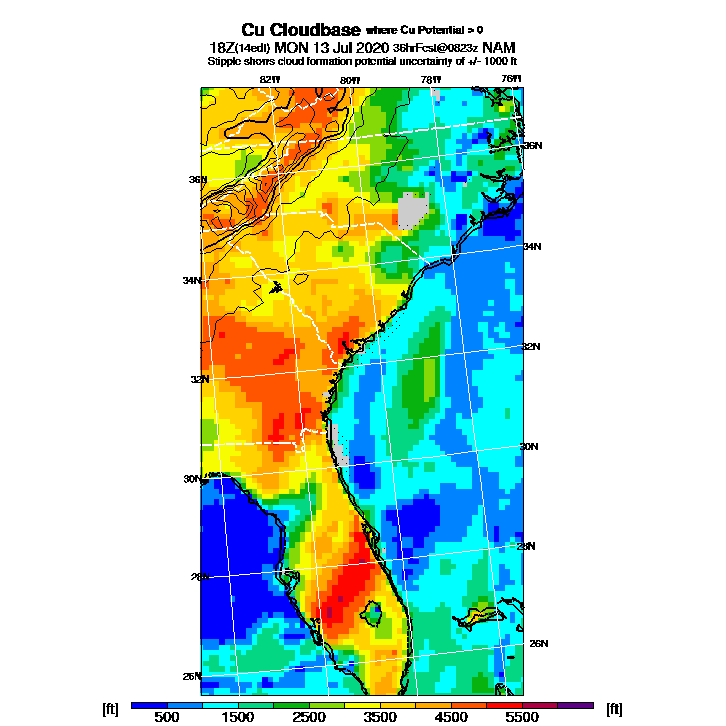 Cu Cloudbase where Cu Potential > 0
18Z(14edt) MON 13 Jul 2020 36hrFcst@0823z NAM
Stipple shows cloud formation potential uncertainty of +/- 1000 ft
82W 80W 78W 76W
36N
36N
34N
34N
32N
32N
30N
30N
28N
28N
26N
26N
[ft] 500 1500 2500 3500 4500 5500 [ft]